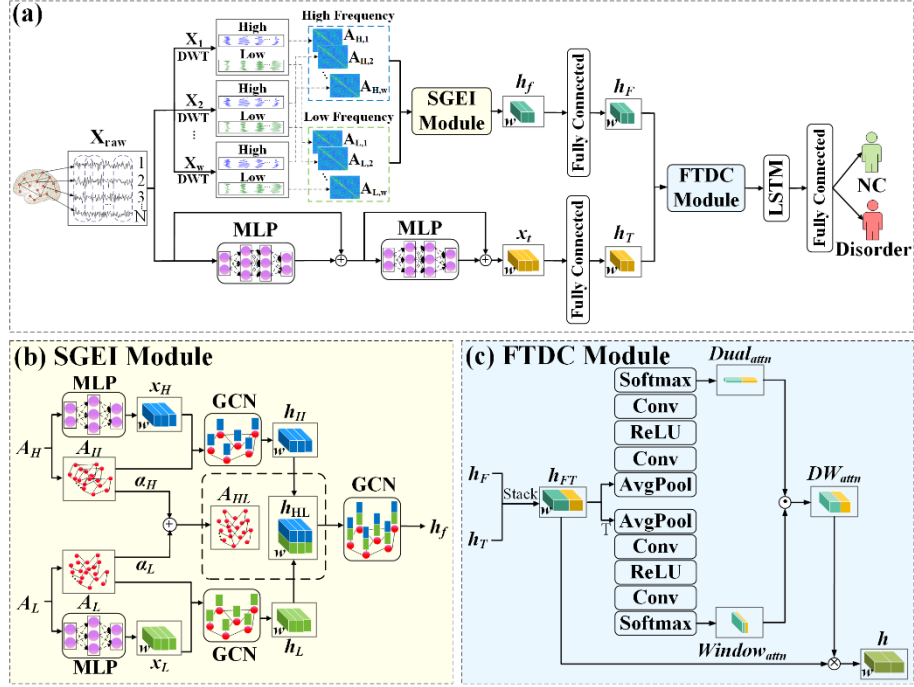 (a)
High Frequency
X1
DWT
High
Low
AH,1
AH,2
AH,w
X2
DWT
High
Low
Xw
DWT
High
Low
Low Frequency
AL,1
AL,2
AL,w
Xraw
1
2
3
N
SGEI
Module
hf
w
Fully Connected
hF
w
MLP
MLP
xt
w
Fully Connected
hT
w
FTDC
Module
LSTM
Fully Connected
NC
Disorder
(b) SGEI Module
MLP
xH
w
GCN
hH
w
AH
AH
αH
AHL
hHL
w
GCN
hf
αL
AL
AL
MLP
xL
w
GCN
hL
w
(c) FTDC Module
Softmax
Conv
ReLU
Conv
AvgPool
Dualattn
hF
hT
Stack
hFT
w
T
AvgPool
Conv
ReLU
Conv
Softmax
Windowattn
w
DWattn
w
h
w